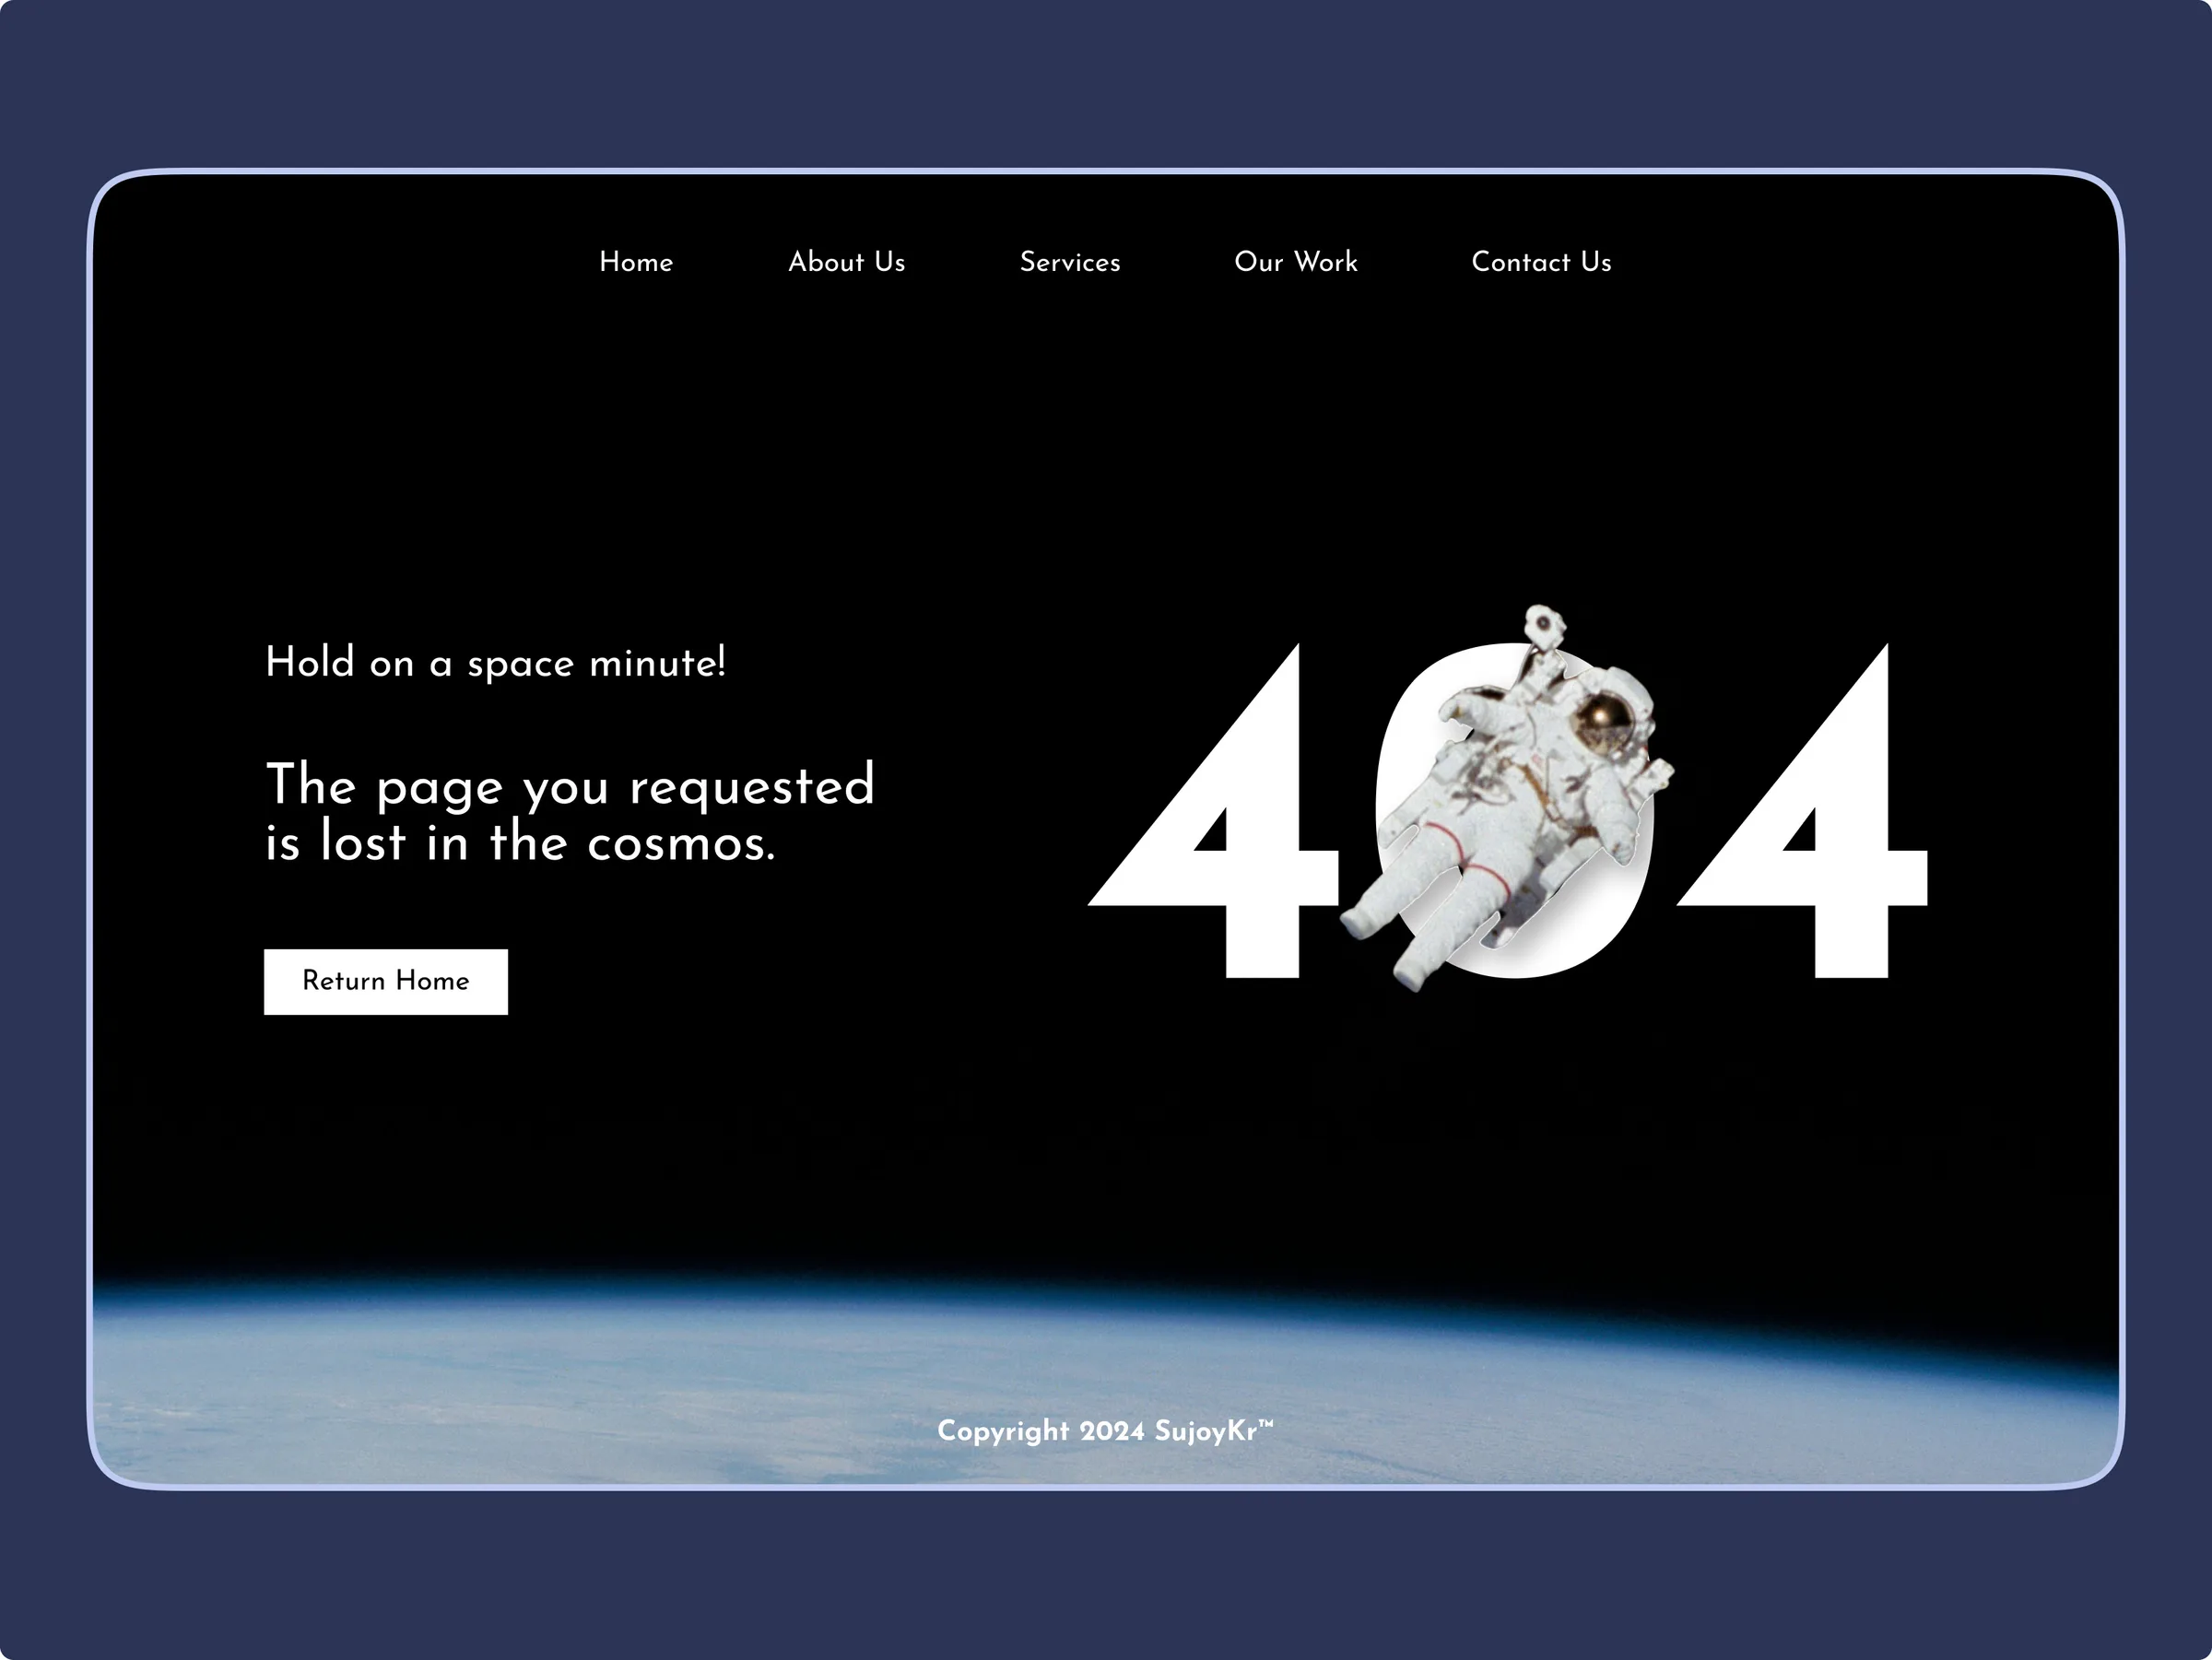 Home About Us Services Our Work Contact Us
Hold on a space minute!
The page you requested
is lost in the cosmos.
Return Home
404
Copyright 2024 SujoyKr™